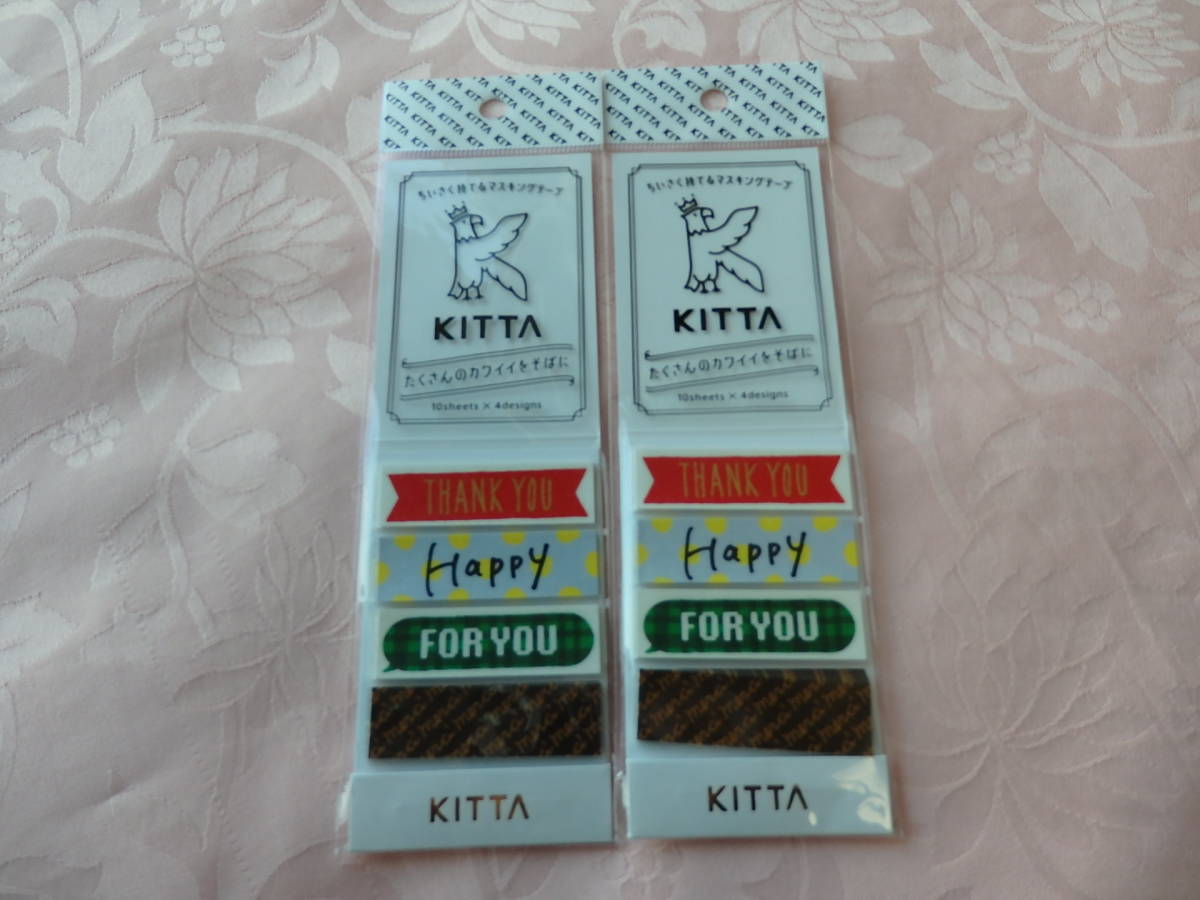 ちいさく持てるマスキングテープ
KITTA
たくさんのカワイイをそばに
10sheets × 4designs
THANK YOU
Happy
FOR YOU
KITTA
ちいさく持てるマスキングテープ
KITTA
たくさんのカワイイをそばに
10sheets × 4designs
THANK YOU
Happy
FOR YOU
KITTA